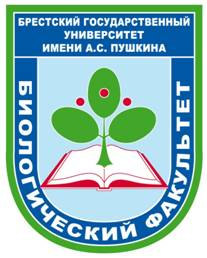 БРЕСТСКИЙ ГОСУДАРСТВЕННЫЙ
УНИВЕРСИТЕТ
ИМЕНИ А.С. ПУШКИНА
БИОЛОГИЧЕСКИЙ ФАКУЛЬТЕТ